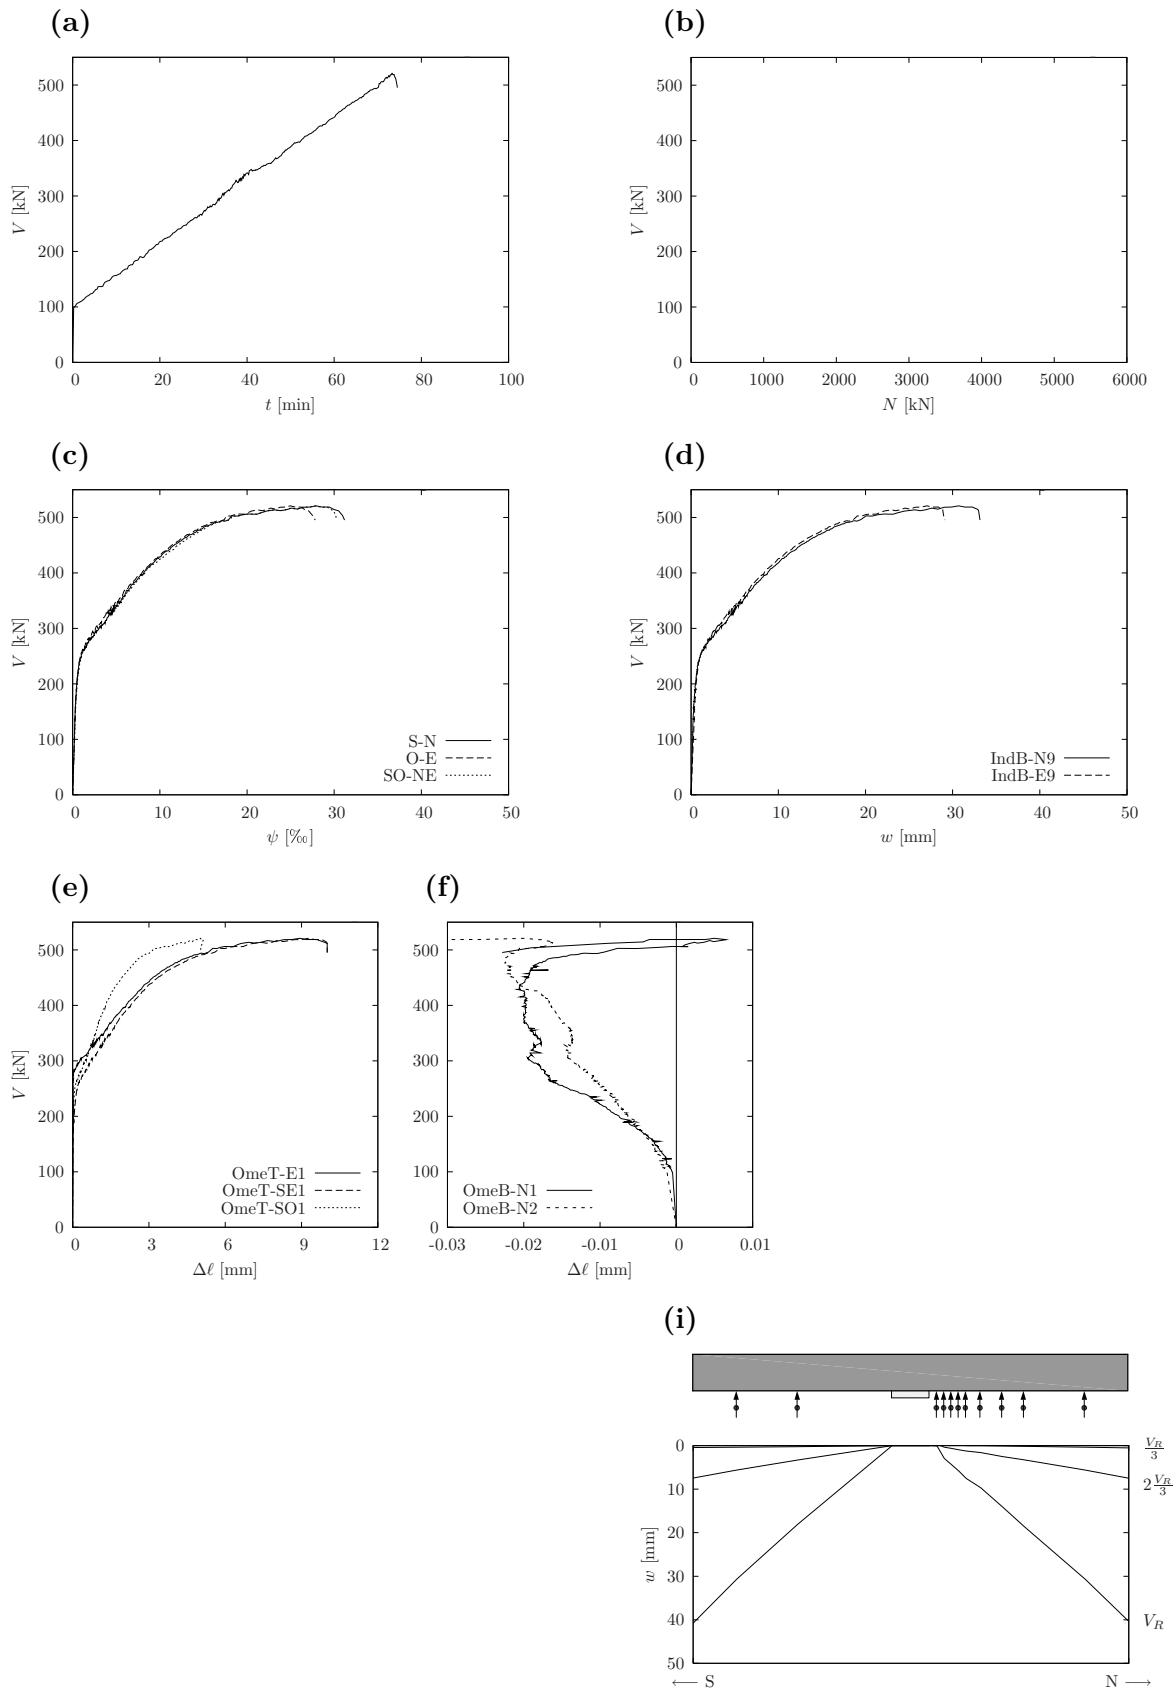 (a)
(b)
500
400
300
200
100
0
V [kN]
0 20 40 60 80 100
t [min]
500
400
300
200
100
0
V [kN]
0 1000 2000 3000 4000 5000 6000
N [kN]
(c)
(d)
500
400
300
200
100
0
V [kN]
S-N
O-E
SO-NE
0 10 20 30 40 50
ψ [‰]
500
400
300
200
100
0
V [kN]
IndB-N9
IndB-E9
0 10 20 30 40 50
w [mm]
(e)
(f)
500
400
300
200
100
0
V [kN]
OmeT-E1
OmeT-SE1
OmeT-SO1
0 3 6 9 12
Δℓ [mm]
500
400
300
200
100
0
OmeB-N1
OmeB-N2
-0.03 -0.02 -0.01 0 0.01
Δℓ [mm]
(i)
0
10
20
30
40
50
w [mm]
V_R/3
2 V_R/3
V_R
⟵ S
N ⟶